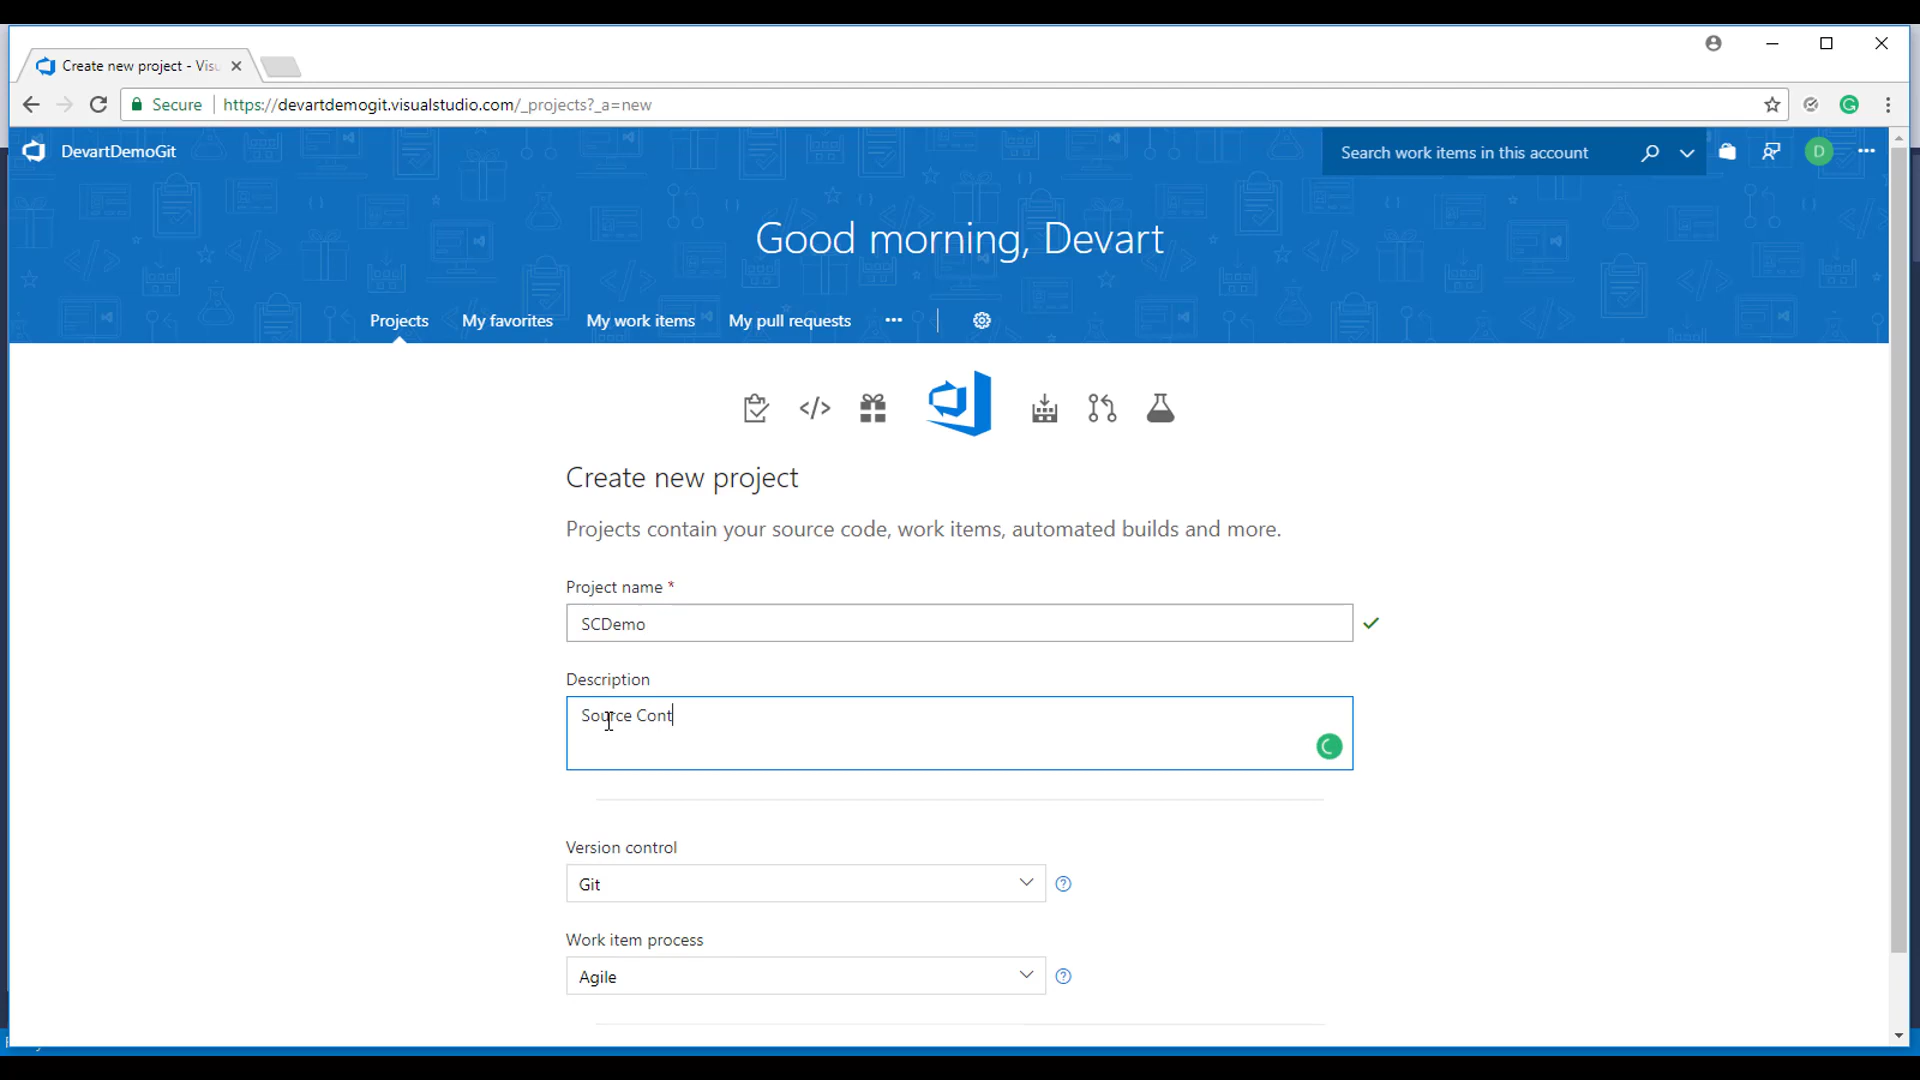 Create new project - Visu
Secure https://devartdemogit.visualstudio.com/_projects?_a=new
DevartDemoGit
Search work items in this account
D
Good morning, Devart
Projects My favorites My work items My pull requests
Create new project
Projects contain your source code, work items, automated builds and more.
Project name *
SCDemo
Description
Source Cont
Version control
Git
Work item process
Agile